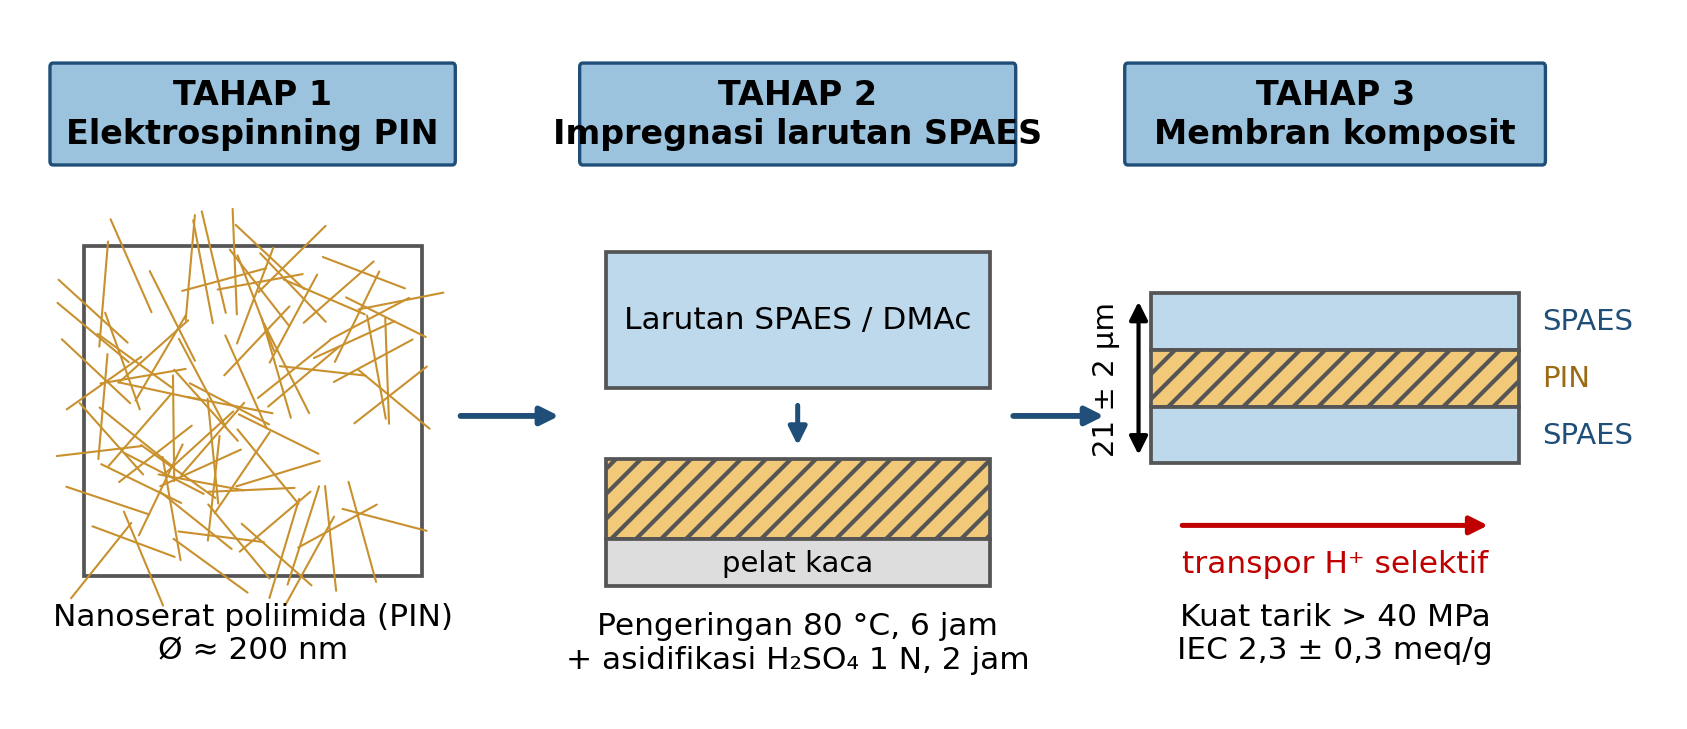 TAHAP 1
Elektrospinning PIN
Nanoserat poliimida (PIN)
Ø ≈ 200 nm
TAHAP 2
Impregnasi larutan SPAES
Larutan SPAES / DMAc
pelat kaca
Pengeringan 80 °C, 6 jam
+ asidifikasi H₂SO₄ 1 N, 2 jam
TAHAP 3
Membran komposit
21 ± 2 µm
SPAES
PIN
SPAES
transpor H⁺ selektif
Kuat tarik > 40 MPa
IEC 2,3 ± 0,3 meq/g